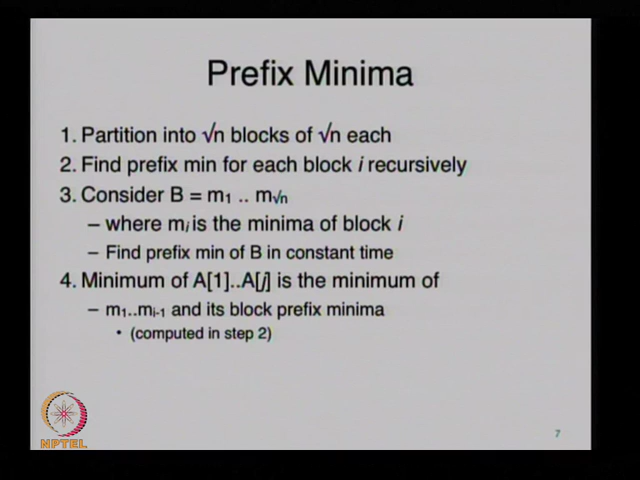 Prefix Minima
1. Partition into √n blocks of √n each
2. Find prefix min for each block i recursively
3. Consider B = m1 .. m√n
– where mi is the minima of block i
– Find prefix min of B in constant time
4. Minimum of A[1]..A[j] is the minimum of
– m1..mi-1 and its block prefix minima
• (computed in step 2)
NPTEL
7